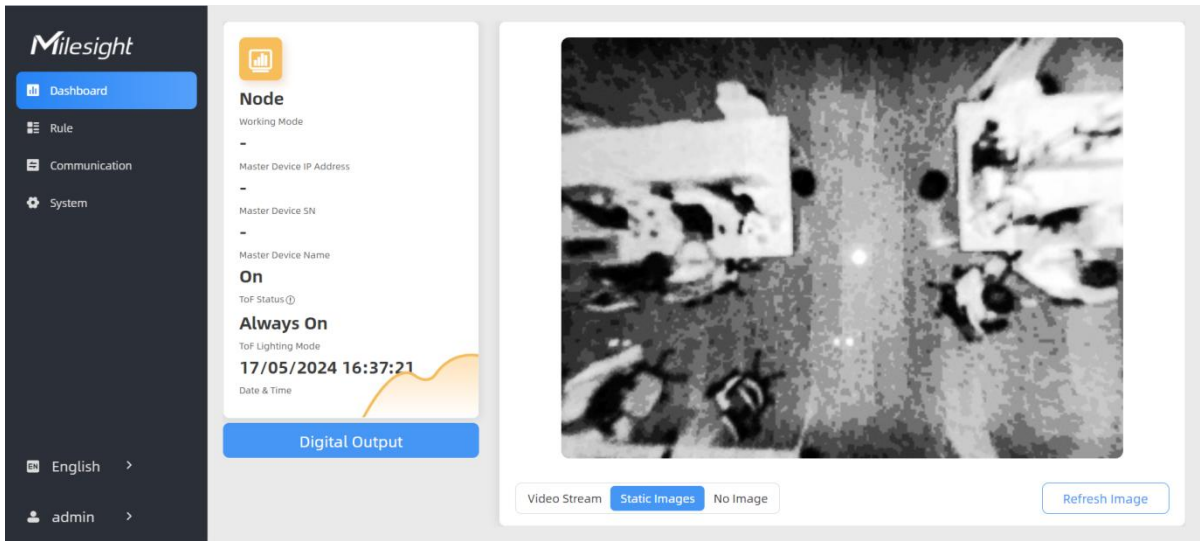 Milesight
Dashboard
Rule
Communication
System
EN English >
admin >
Node
Working Mode
-
Master Device IP Address
-
Master Device SN
-
Master Device Name
On
ToF Status
Always On
ToF Lighting Mode
17/05/2024 16:37:21
Date & Time
Digital Output
Video Stream Static Images No Image
Refresh Image